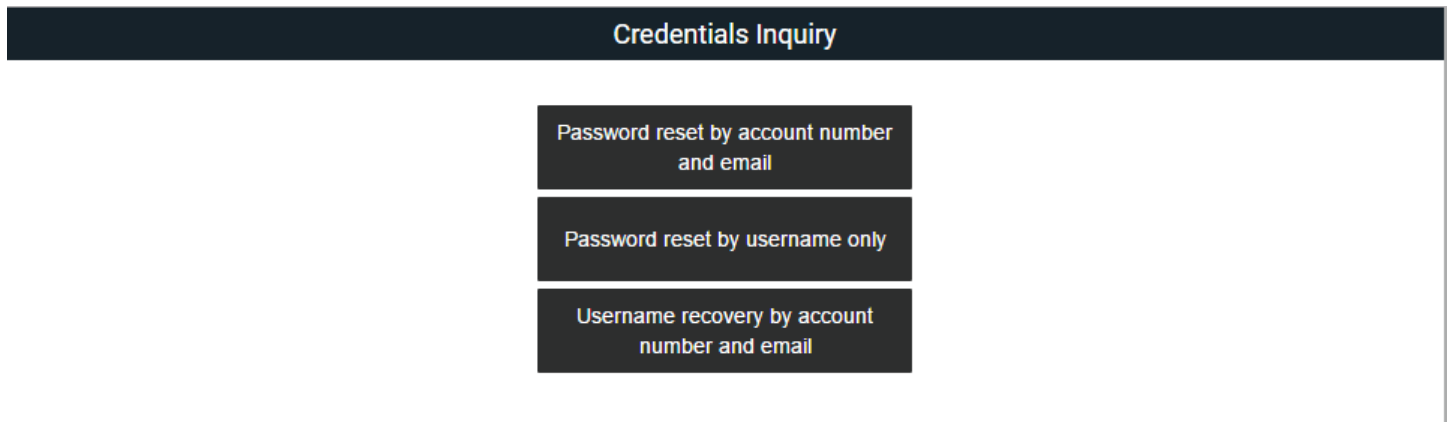 Credentials Inquiry
Password reset by account number
and email
Password reset by username only
Username recovery by account
number and email